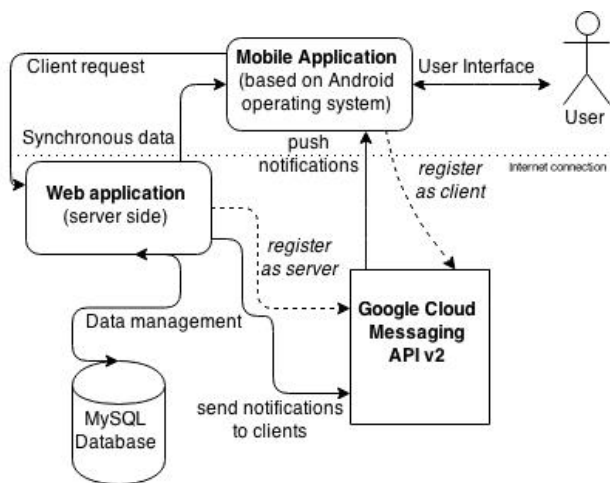 Client request
Mobile Application
(based on Android
operating system)
User Interface
User
Synchronous data
push
notifications
register
as client
Internet connection
Web application
(server side)
register
as server
Google Cloud
Messaging
API v2
Data management
send notifications
to clients
MySQL
Database